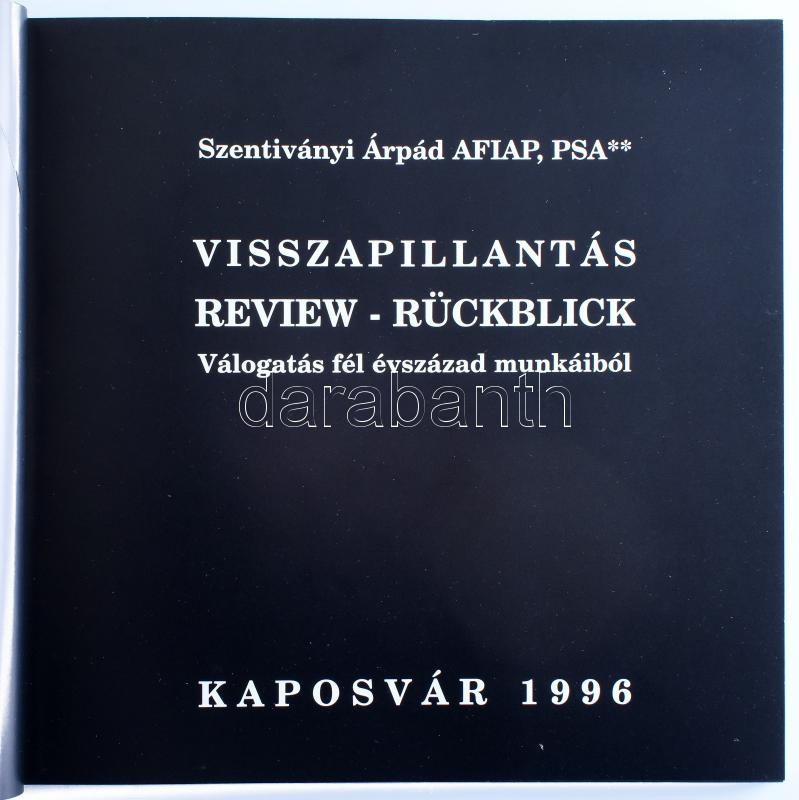 Szentiványi Árpád AFIAP, PSA**
VISSZAPILLANTÁS
REVIEW - RÜCKBLICK
Válogatás fél évszázad munkáiból
darabanth
KAPOSVÁR 1996